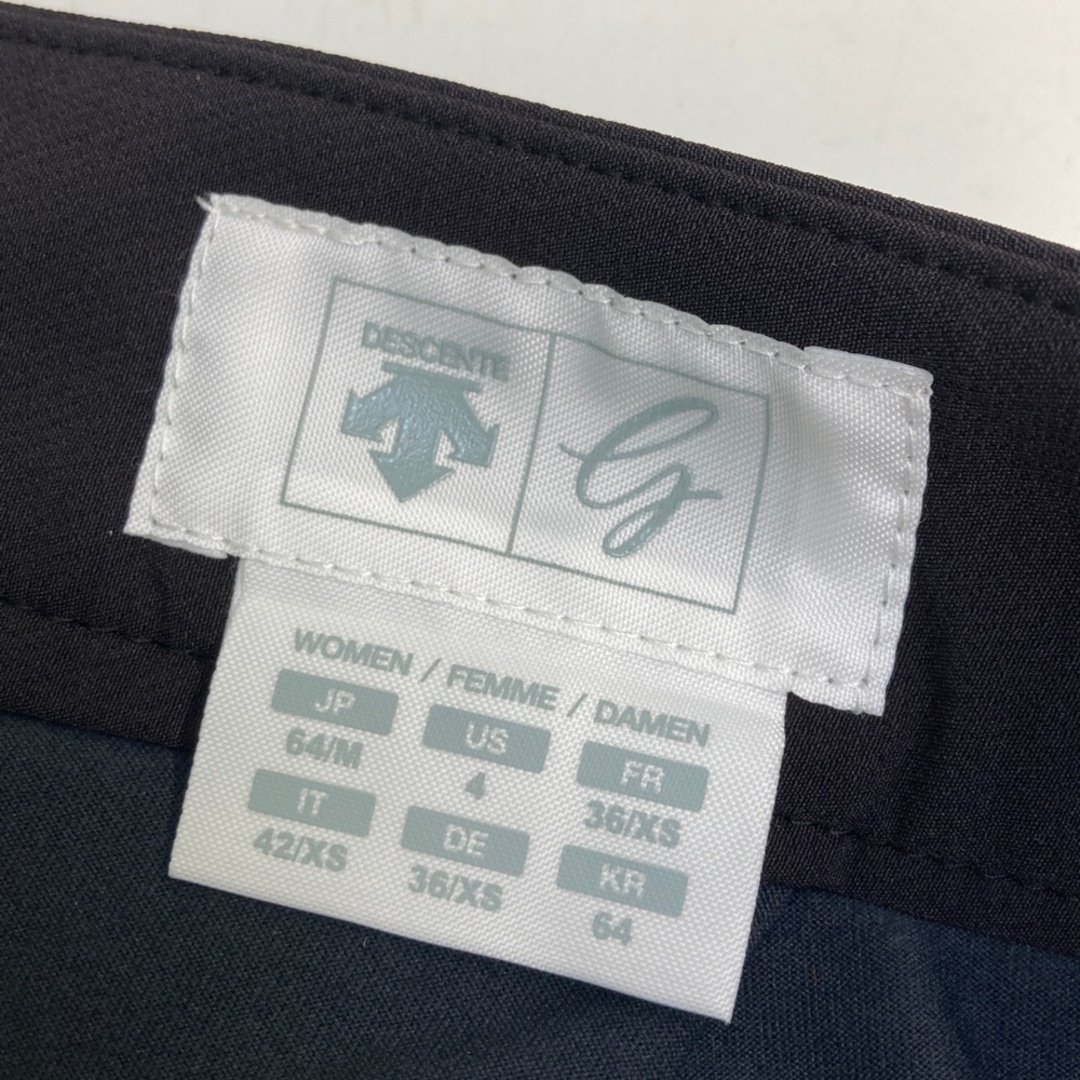 DESCENTE
G
WOMEN / FEMME / DAMEN
JP US FR
64/M 4 36/XS
IT DE KR
42/XS 36/XS 64